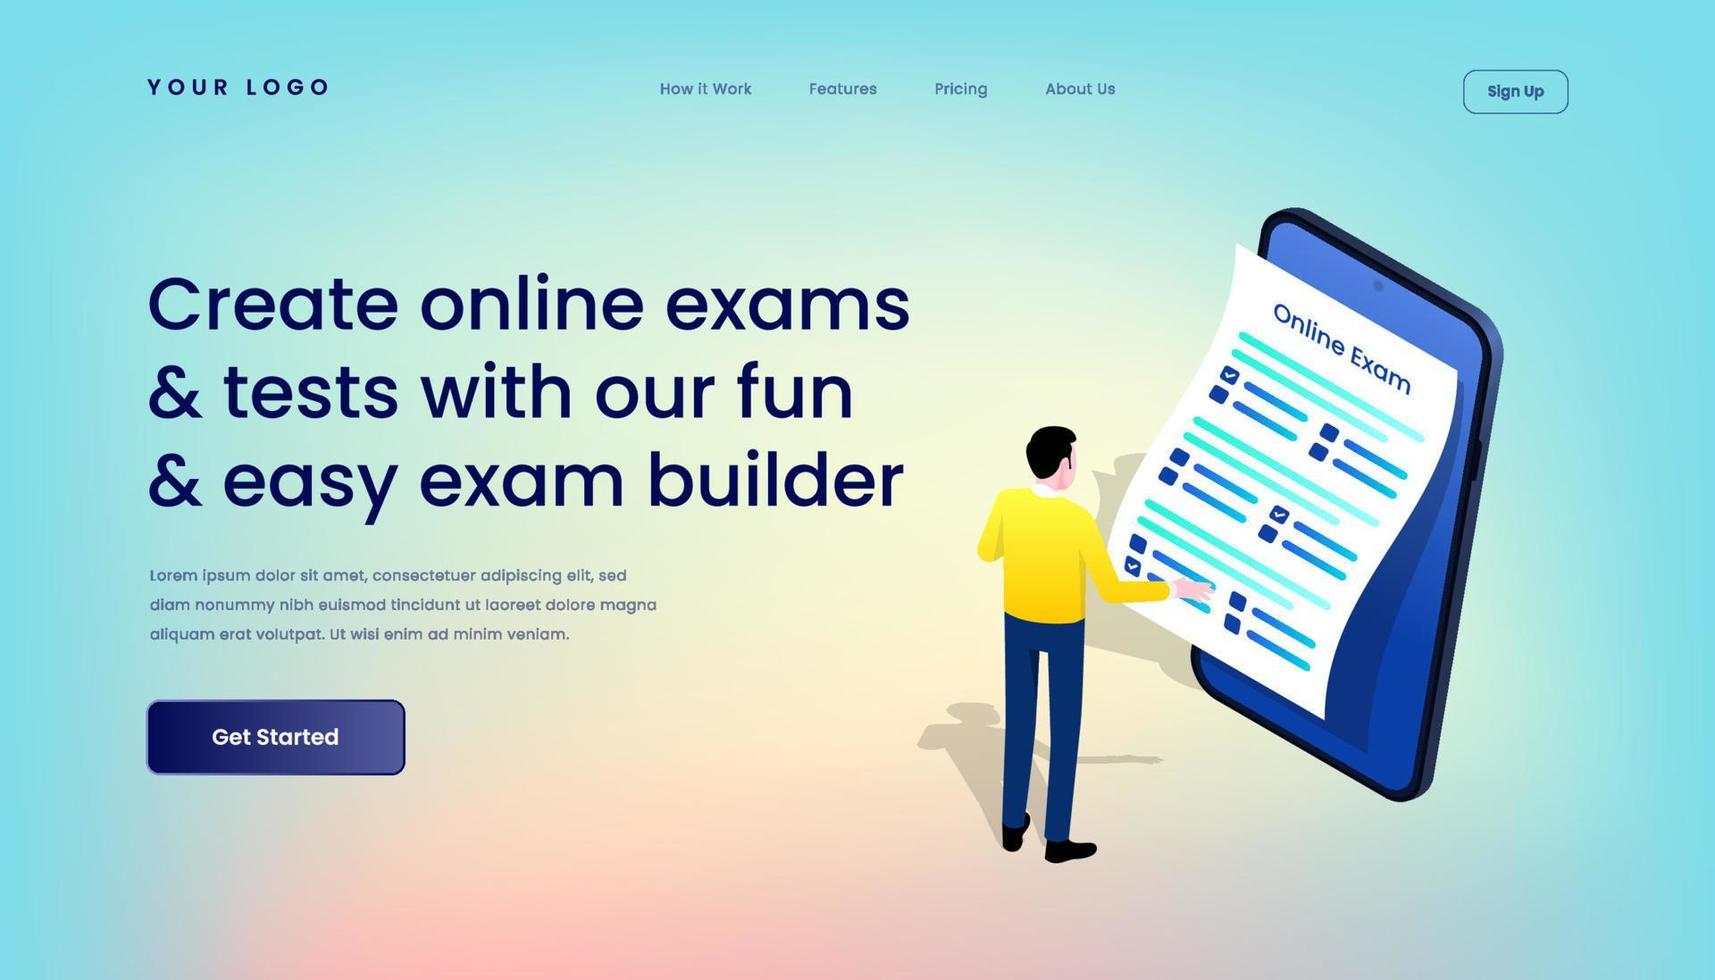 YOUR LOGO
How it Work
Features
Pricing
About Us
Sign Up
Create online exams
& tests with our fun
& easy exam builder
Lorem ipsum dolor sit amet, consectetuer adipiscing elit, sed
diam nonummy nibh euismod tincidunt ut laoreet dolore magna
aliquam erat volutpat. Ut wisi enim ad minim veniam.
Get Started
Online Exam